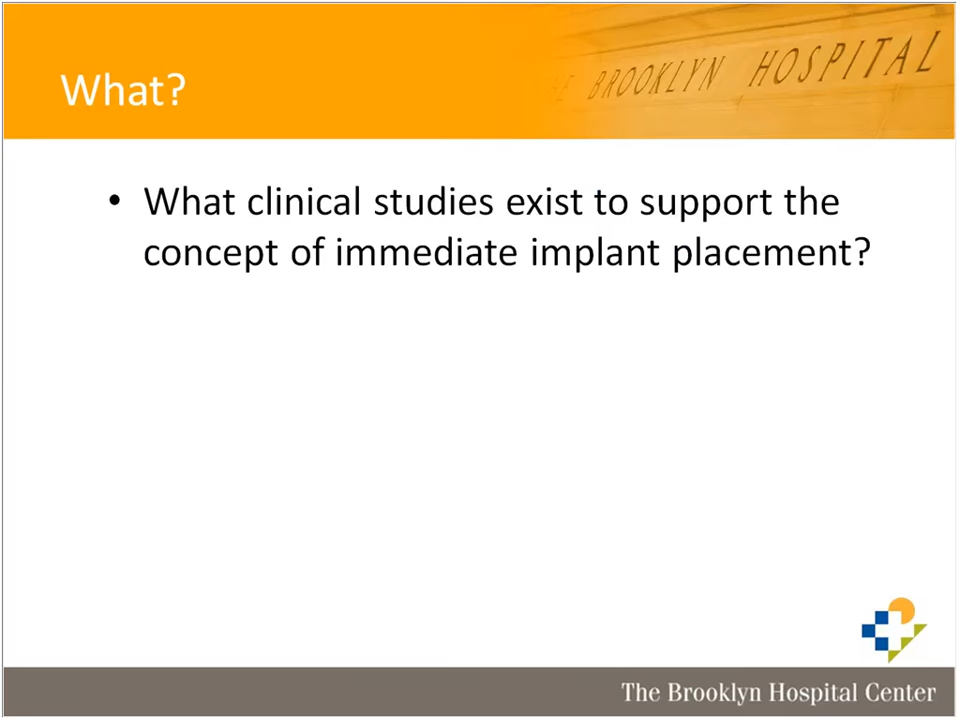 What?
BROOKLYN HOSPITAL
• What clinical studies exist to support the
concept of immediate implant placement?
The Brooklyn Hospital Center